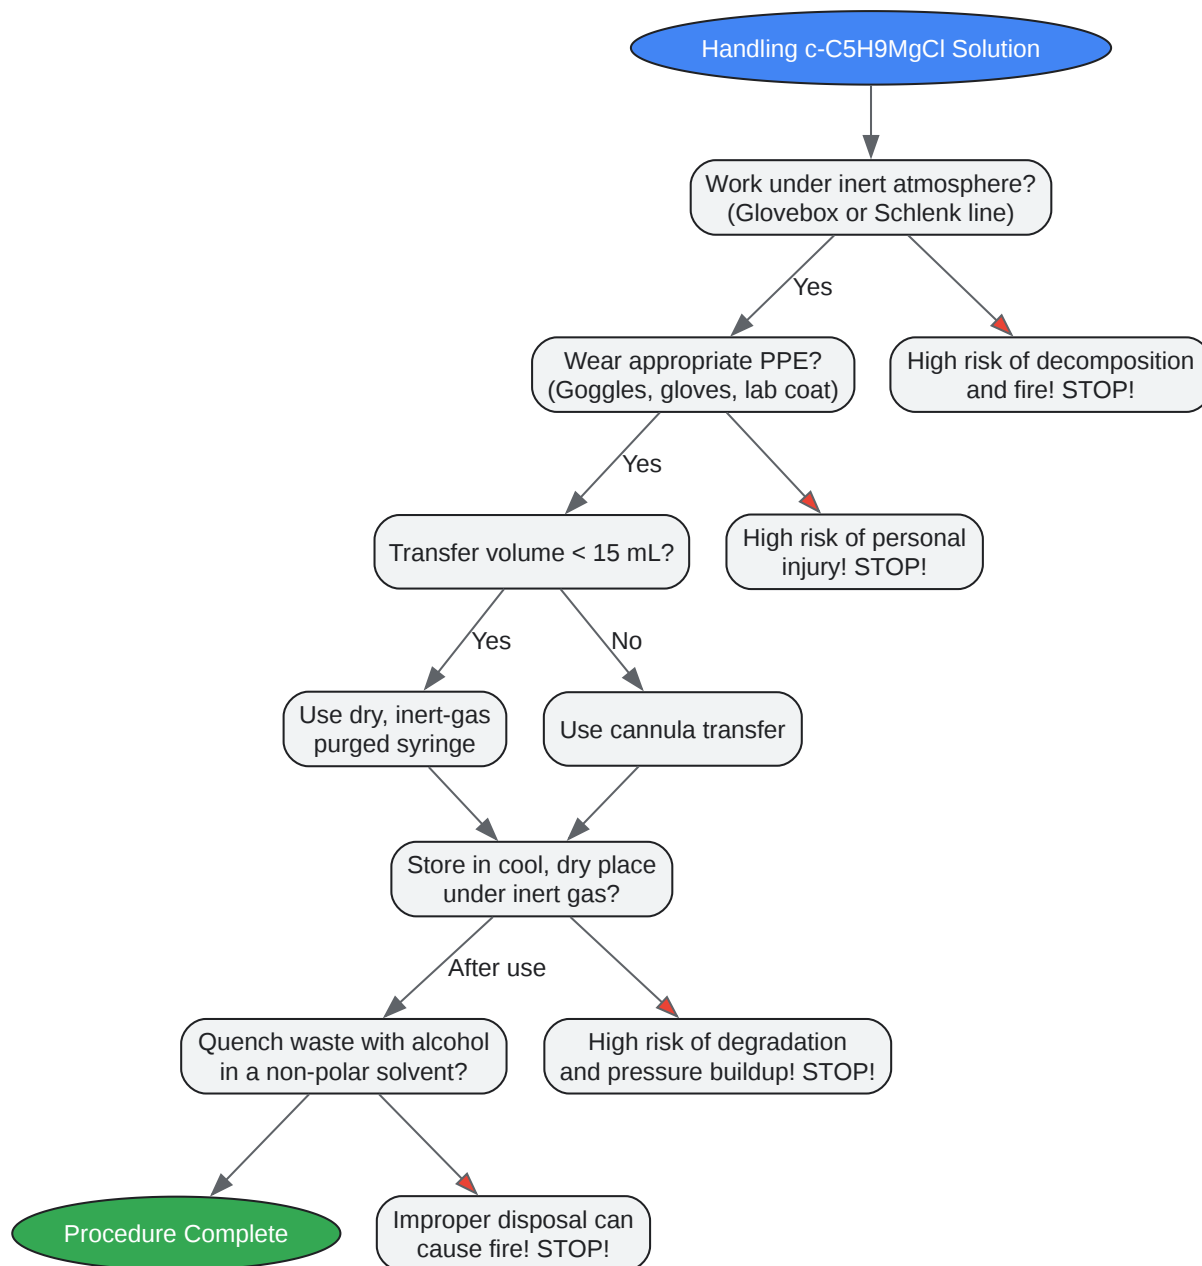 Handling c-C5H9MgCl Solution
Work under inert atmosphere?
(Glovebox or Schlenk line)
Yes
Wear appropriate PPE?
(Goggles, gloves, lab coat)
High risk of decomposition
and fire! STOP!
Yes
Transfer volume < 15 mL?
High risk of personal
injury! STOP!
Yes
No
Use dry, inert-gas
purged syringe
Use cannula transfer
Store in cool, dry place
under inert gas?
After use
Quench waste with alcohol
in a non-polar solvent?
High risk of degradation
and pressure buildup! STOP!
Procedure Complete
Improper disposal can
cause fire! STOP!